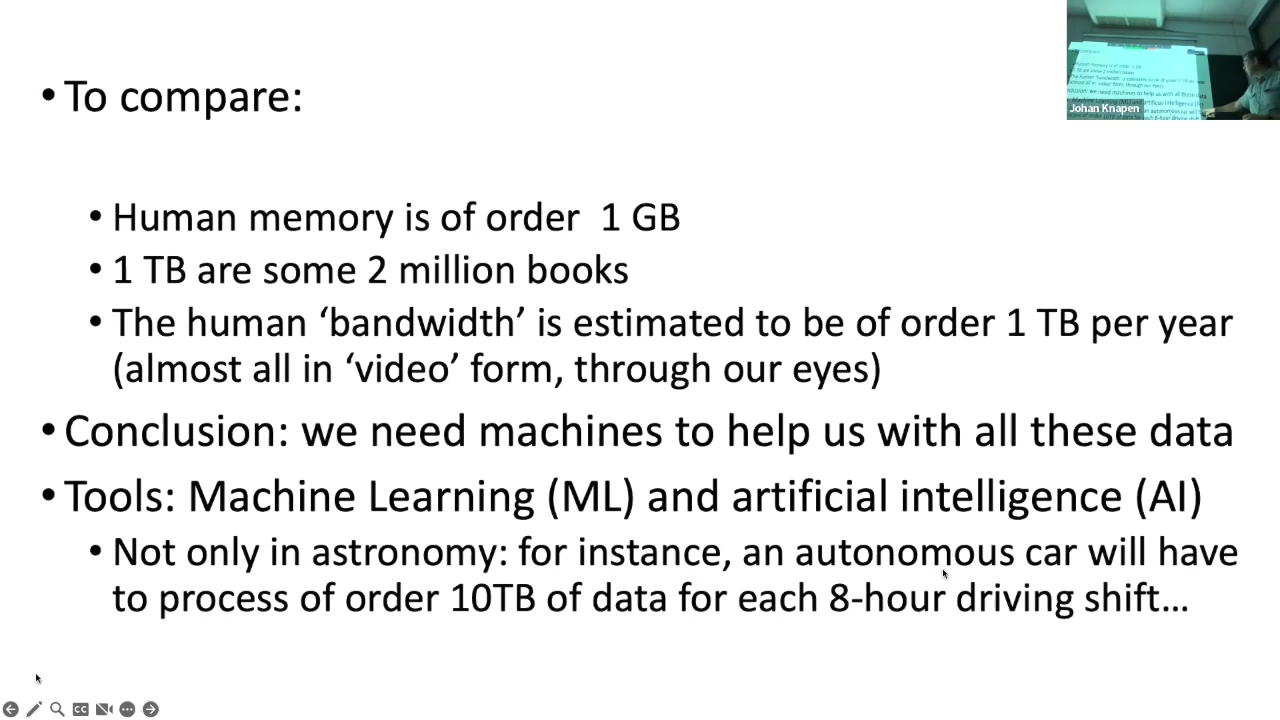 • To compare:
• Human memory is of order 1 GB
• 1 TB are some 2 million books
• The human ‘bandwidth’ is estimated to be of order 1 TB per year
(almost all in ‘video’ form, through our eyes)
• Conclusion: we need machines to help us with all these data
• Tools: Machine Learning (ML) and artificial intelligence (AI)
• Not only in astronomy: for instance, an autonomous car will have
to process of order 10TB of data for each 8-hour driving shift…
Johan Knapen
CC